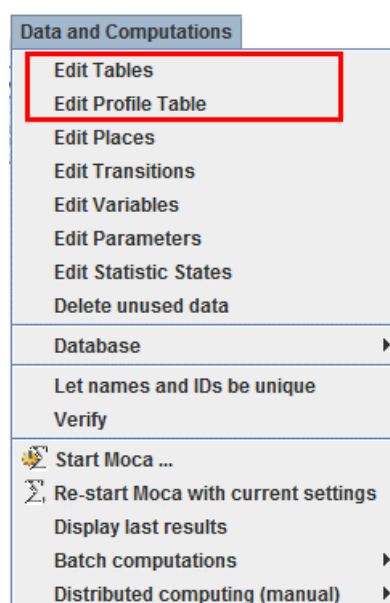 Data and Computations
Edit Tables
Edit Profile Table
Edit Places
Edit Transitions
Edit Variables
Edit Parameters
Edit Statistic States
Delete unused data
Database
Let names and IDs be unique
Verify
Start Moca ...
Re-start Moca with current settings
Display last results
Batch computations
Distributed computing (manual)